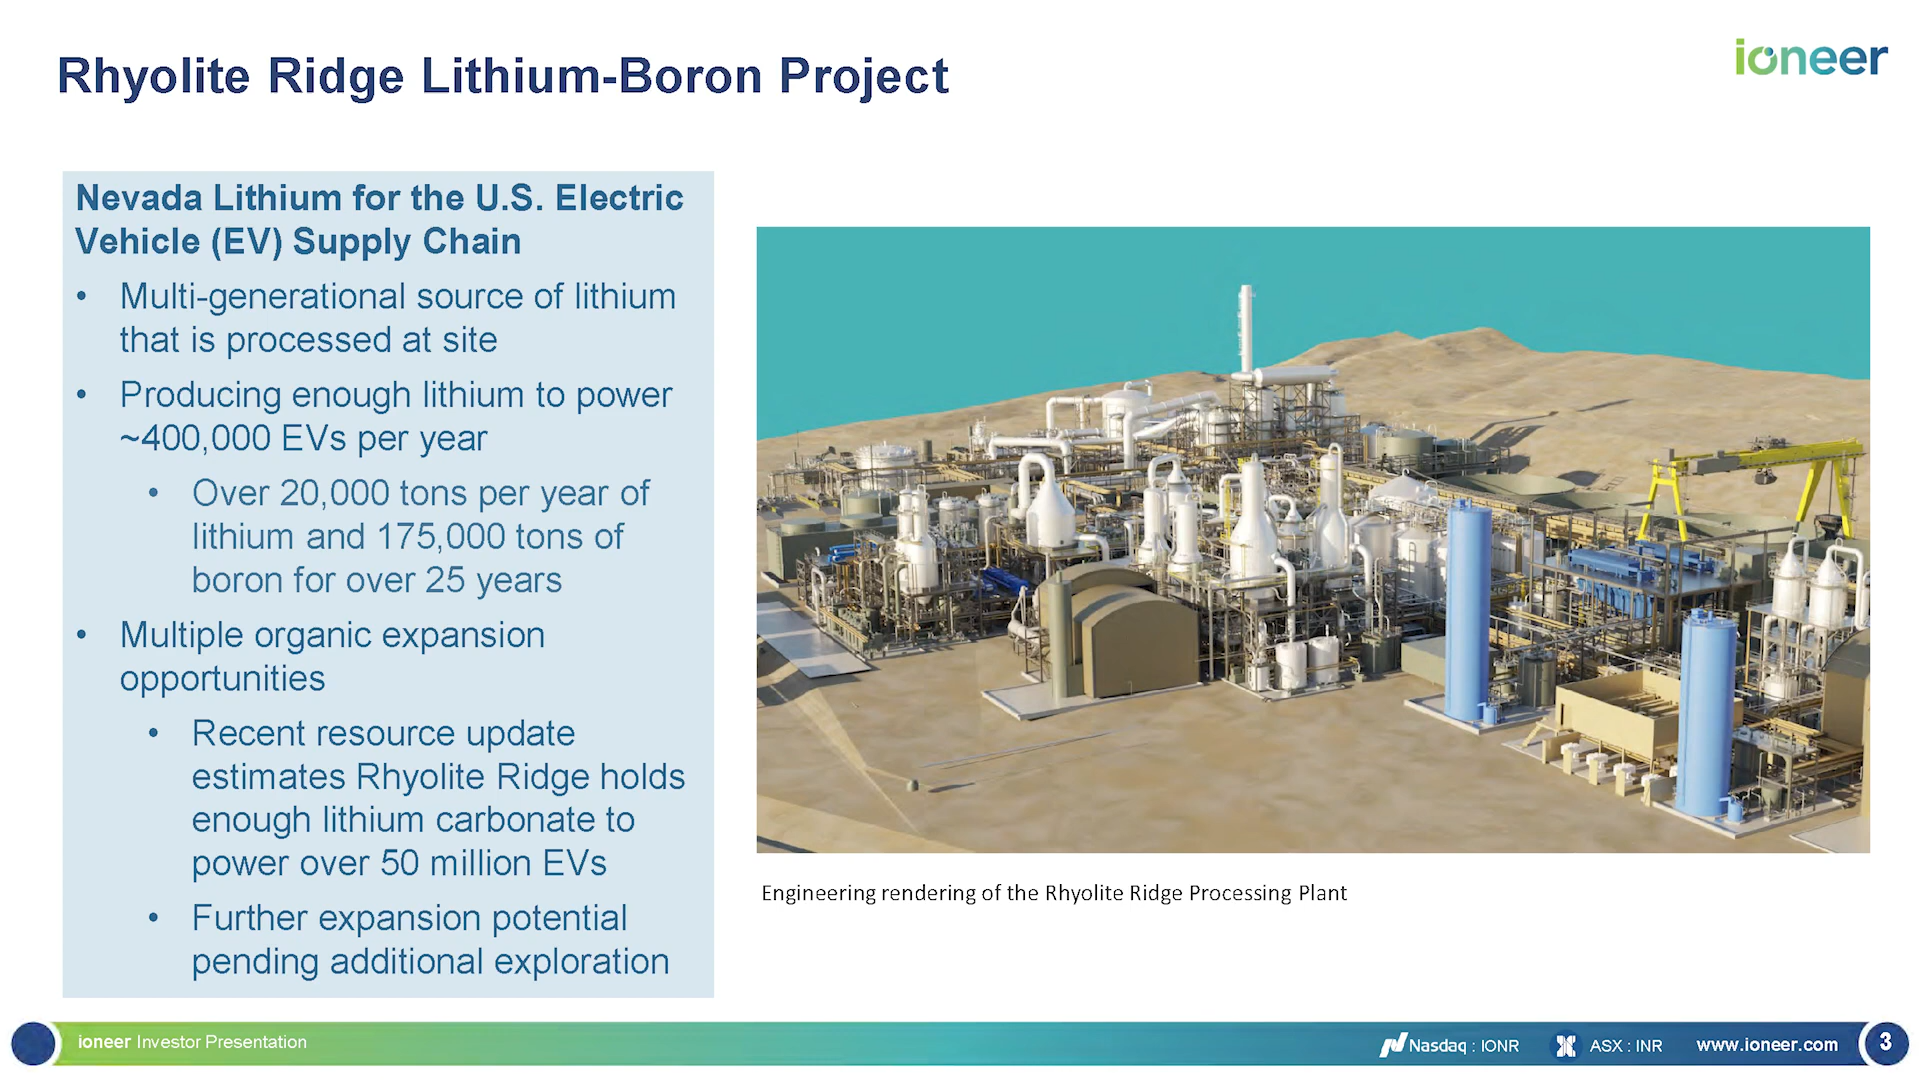 Rhyolite Ridge Lithium-Boron Project
ioneer
Nevada Lithium for the U.S. Electric
Vehicle (EV) Supply Chain
• Multi-generational source of lithium
that is processed at site
• Producing enough lithium to power
~400,000 EVs per year
• Over 20,000 tons per year of
lithium and 175,000 tons of
boron for over 25 years
• Multiple organic expansion
opportunities
• Recent resource update
estimates Rhyolite Ridge holds
enough lithium carbonate to
power over 50 million EVs
• Further expansion potential
pending additional exploration
Engineering rendering of the Rhyolite Ridge Processing Plant
ioneer Investor Presentation
Nasdaq : IONR
ASX : INR
www.ioneer.com
3